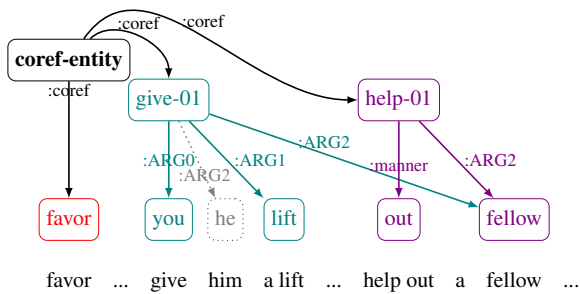 :coref
:coref
coref-entity
:coref
give-01
help-01
:ARG0
:ARG2
:ARG1
:ARG2
:manner
:ARG2
favor
you
he
lift
out
fellow
favor ... give him a lift ... help out a fellow ...